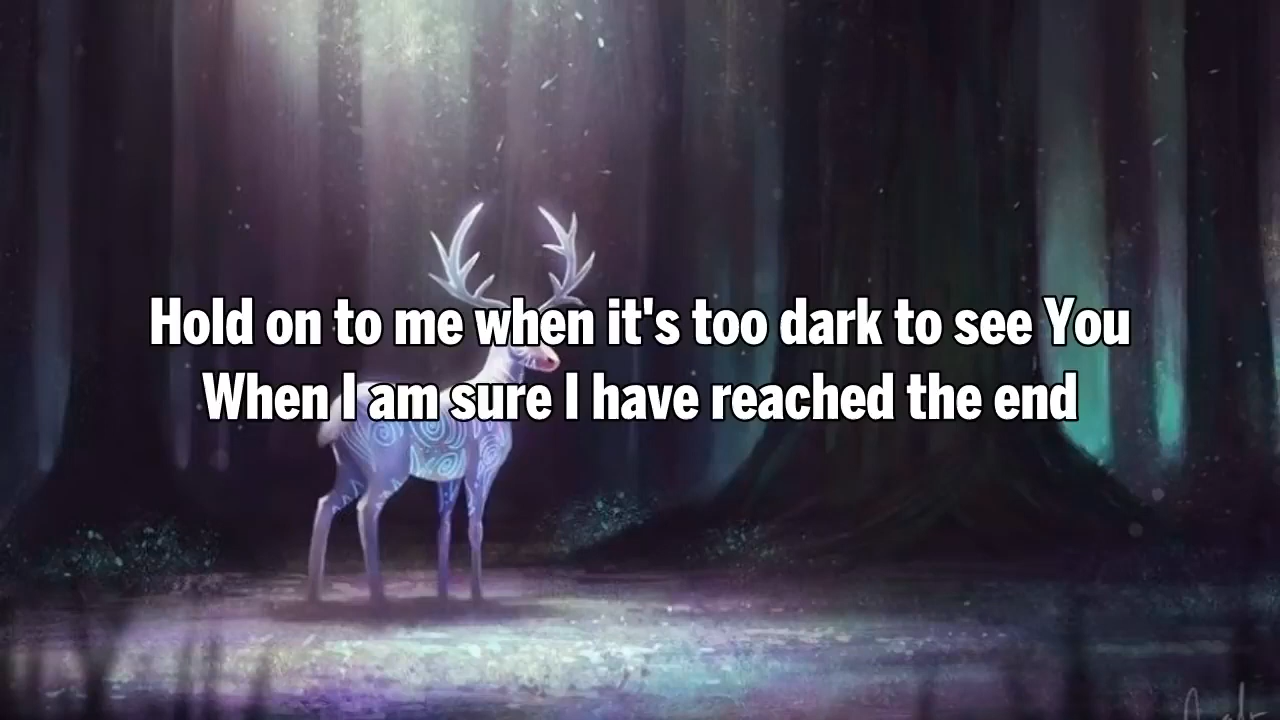 Hold on to me when it's too dark to see You
When I am sure I have reached the end